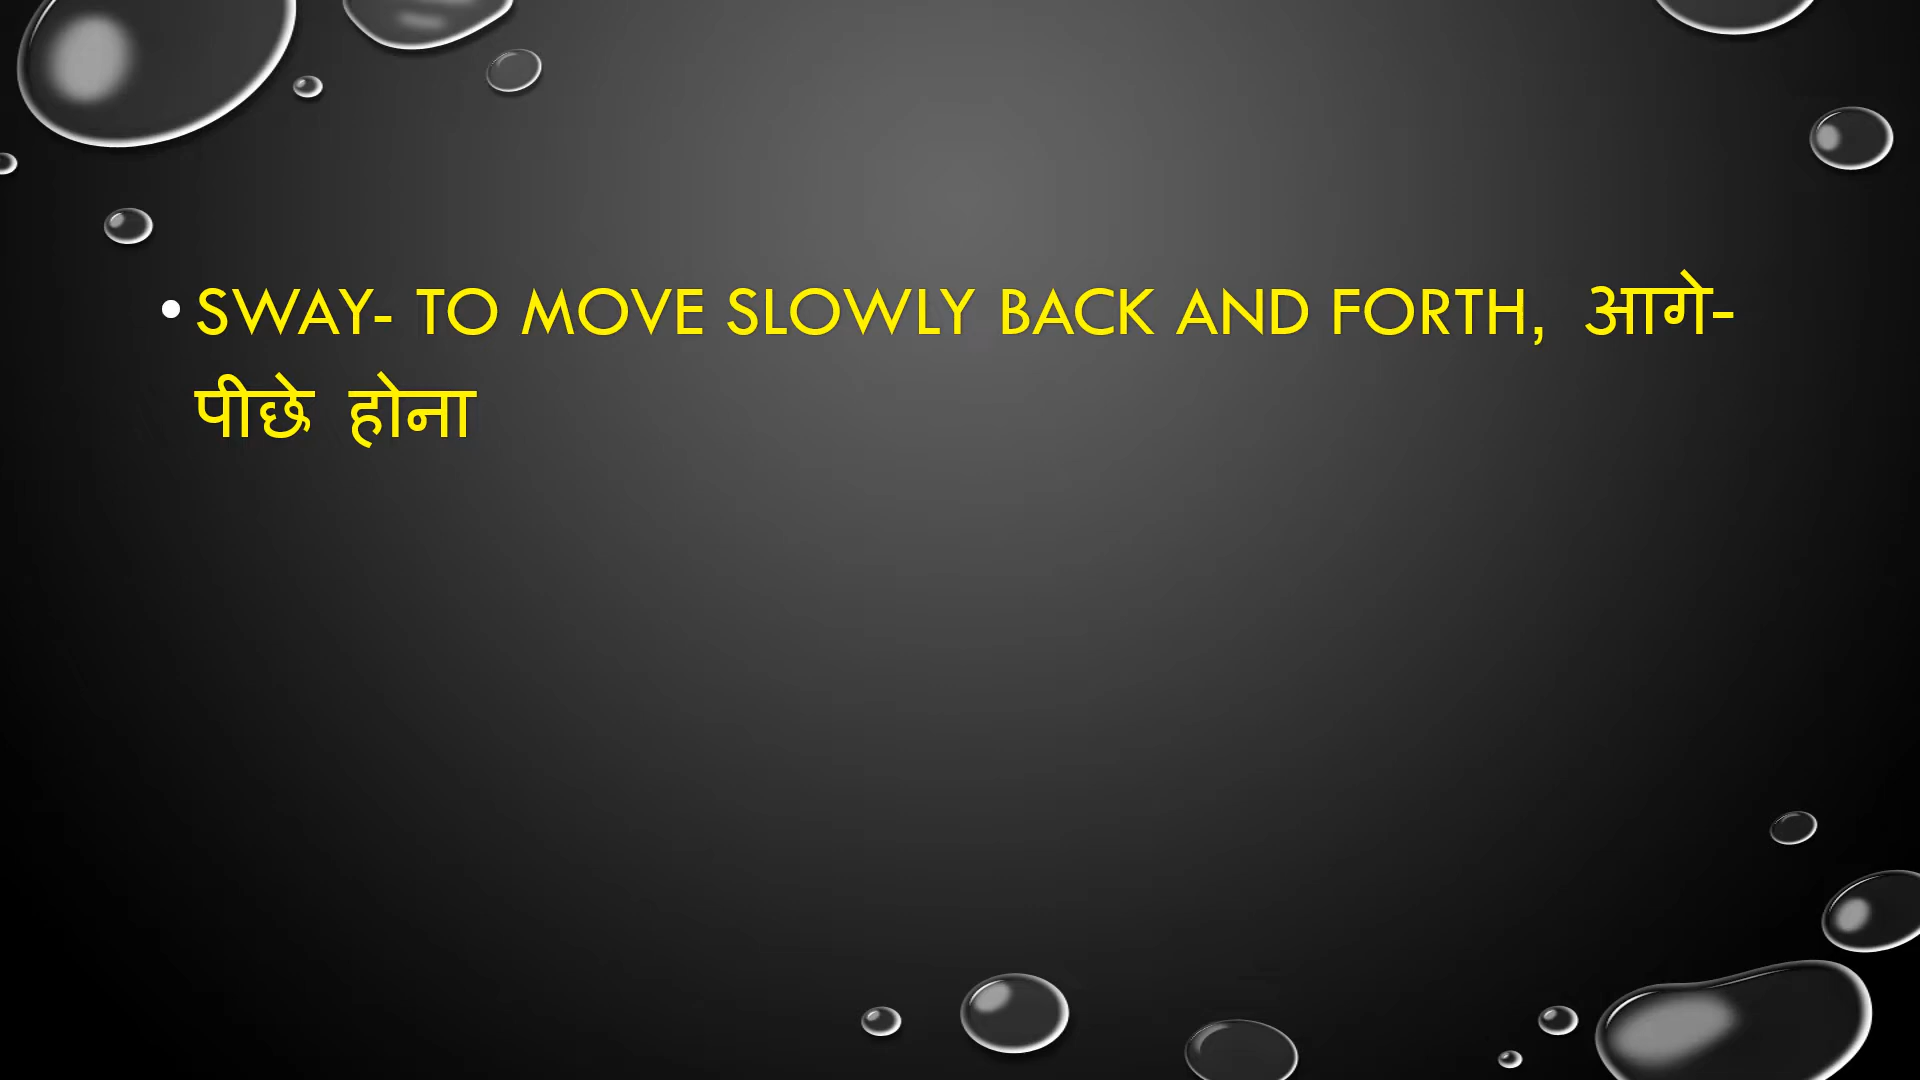 • SWAY- TO MOVE SLOWLY BACK AND FORTH, आगे-
पीछे होना